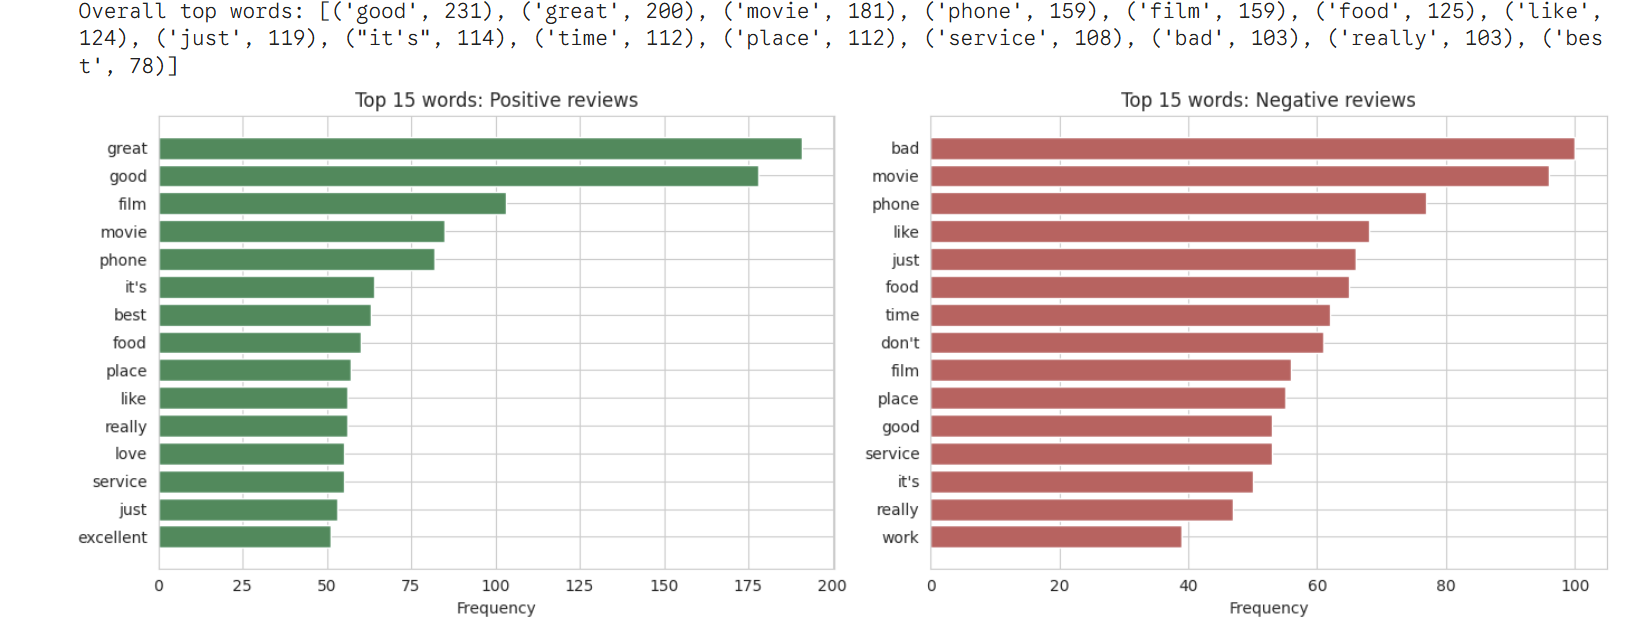 Overall top words: [('good', 231), ('great', 200), ('movie', 181), ('phone', 159), ('film', 159), ('food', 125), ('like',
124), ('just', 119), ("it's", 114), ('time', 112), ('place', 112), ('service', 108), ('bad', 103), ('really', 103), ('bes
t', 78)]
Top 15 words: Positive reviews
great
good
film
movie
phone
it's
best
food
place
like
really
love
service
just
excellent
0 25 50 75 100 125 150 175 200
Frequency
Top 15 words: Negative reviews
bad
movie
phone
like
just
food
time
don't
film
place
good
service
it's
really
work
0 20 40 60 80 100
Frequency